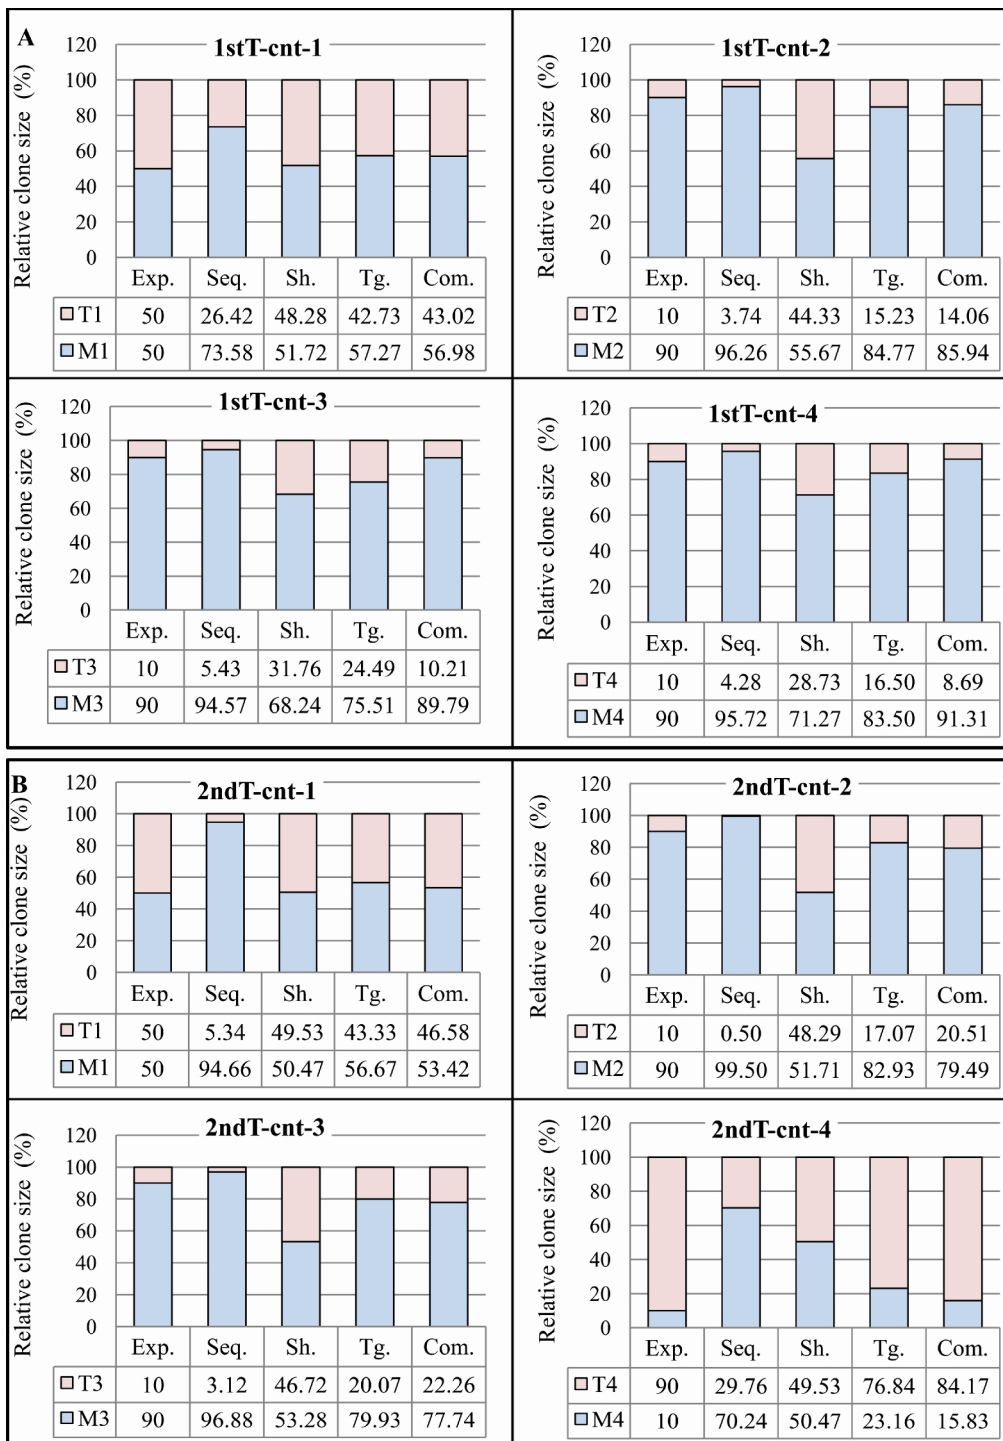 A
1stT-cnt-1
Relative clone size (%)
120
100
80
60
40
20
0
Exp. Seq. Sh. Tg. Com.
T1 50 26.42 48.28 42.73 43.02
M1 50 73.58 51.72 57.27 56.98
1stT-cnt-2
Relative clone size (%)
120
100
80
60
40
20
0
Exp. Seq. Sh. Tg. Com.
T2 10 3.74 44.33 15.23 14.06
M2 90 96.26 55.67 84.77 85.94
1stT-cnt-3
Relative clone size (%)
120
100
80
60
40
20
0
Exp. Seq. Sh. Tg. Com.
T3 10 5.43 31.76 24.49 10.21
M3 90 94.57 68.24 75.51 89.79
1stT-cnt-4
Relative clone size (%)
120
100
80
60
40
20
0
Exp. Seq. Sh. Tg. Com.
T4 10 4.28 28.73 16.50 8.69
M4 90 95.72 71.27 83.50 91.31
B
2ndT-cnt-1
Relative clone size (%)
120
100
80
60
40
20
0
Exp. Seq. Sh. Tg. Com.
T1 50 5.34 49.53 43.33 46.58
M1 50 94.66 50.47 56.67 53.42
2ndT-cnt-2
Relative clone size (%)
120
100
80
60
40
20
0
Exp. Seq. Sh. Tg. Com.
T2 10 0.50 48.29 17.07 20.51
M2 90 99.50 51.71 82.93 79.49
2ndT-cnt-3
Relative clone size (%)
120
100
80
60
40
20
0
Exp. Seq. Sh. Tg. Com.
T3 10 3.12 46.72 20.07 22.26
M3 90 96.88 53.28 79.93 77.74
2ndT-cnt-4
Relative clone size (%)
100
80
60
40
20
0
Exp. Seq. Sh. Tg. Com.
T4 90 29.76 49.53 76.84 84.17
M4 10 70.24 50.47 23.16 15.83